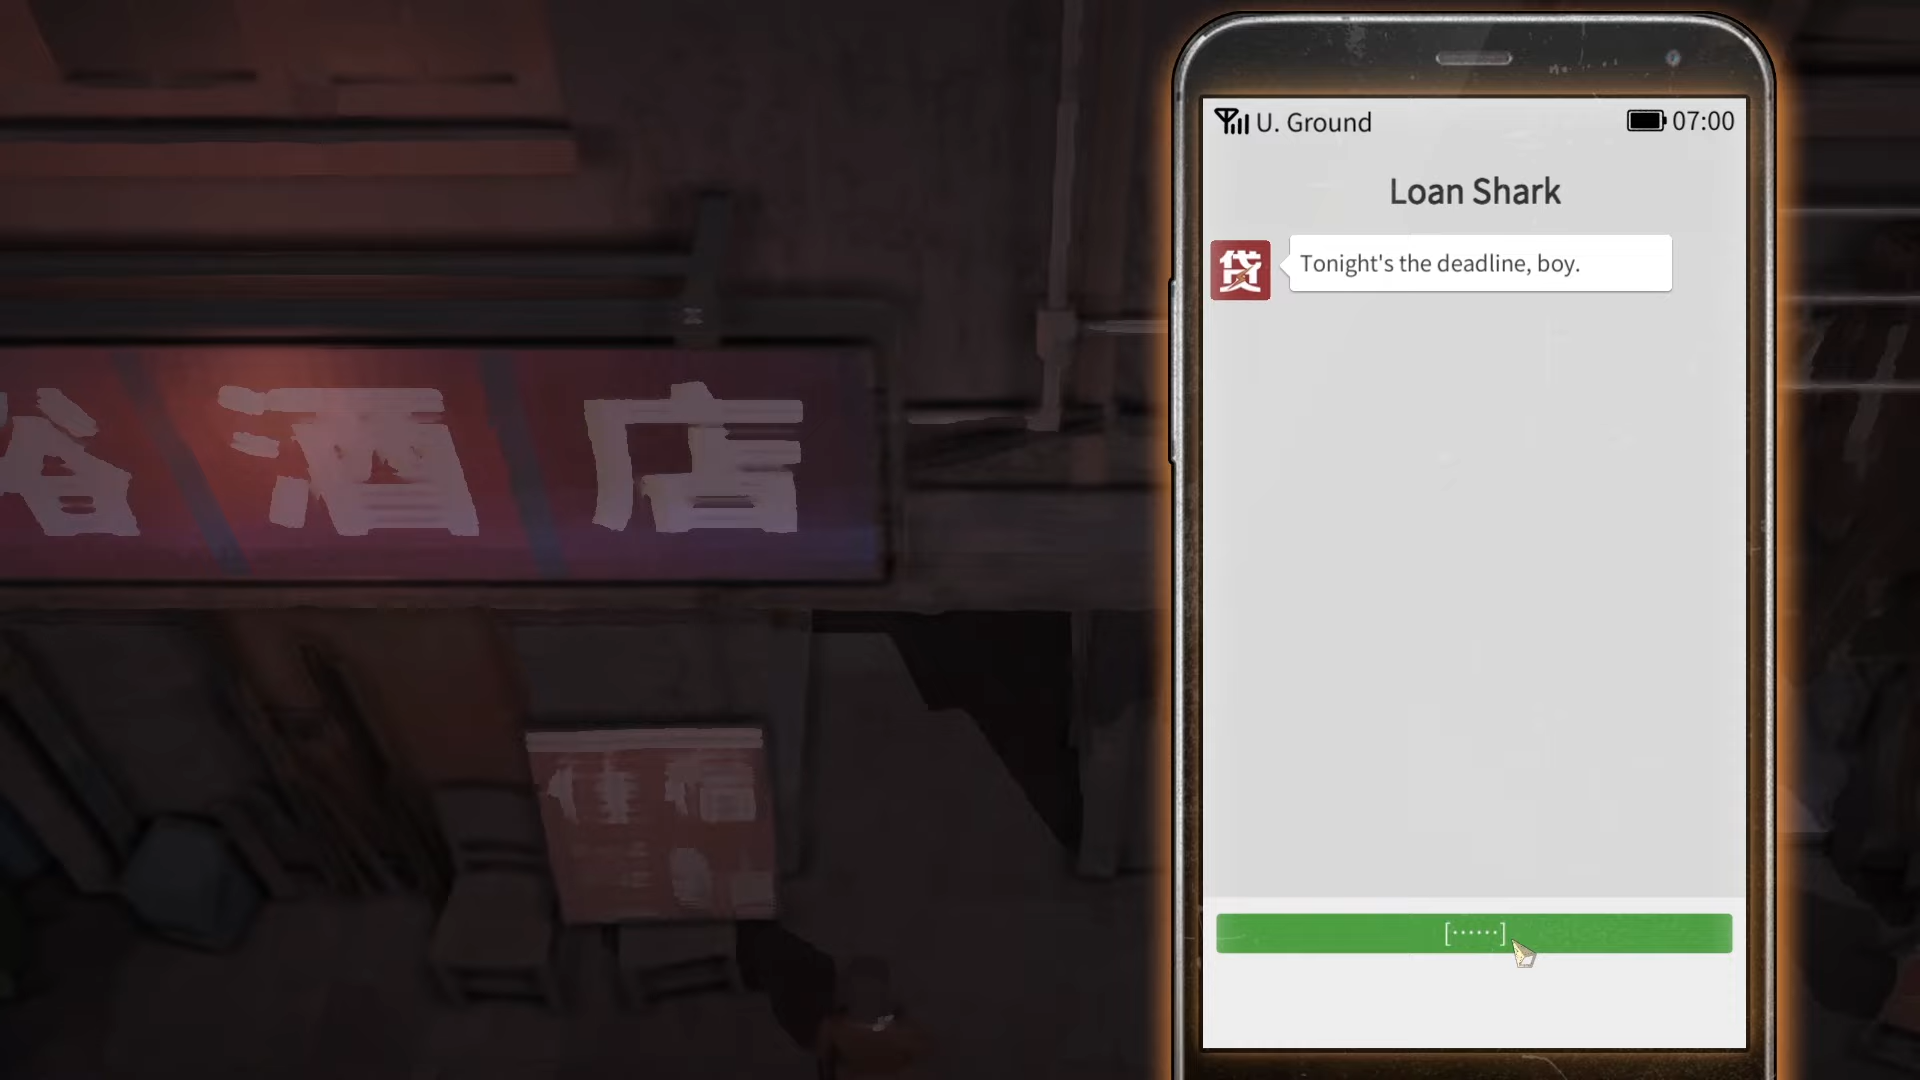 U. Ground
07:00
Loan Shark
贷
Tonight's the deadline, boy.
酒店
[······]